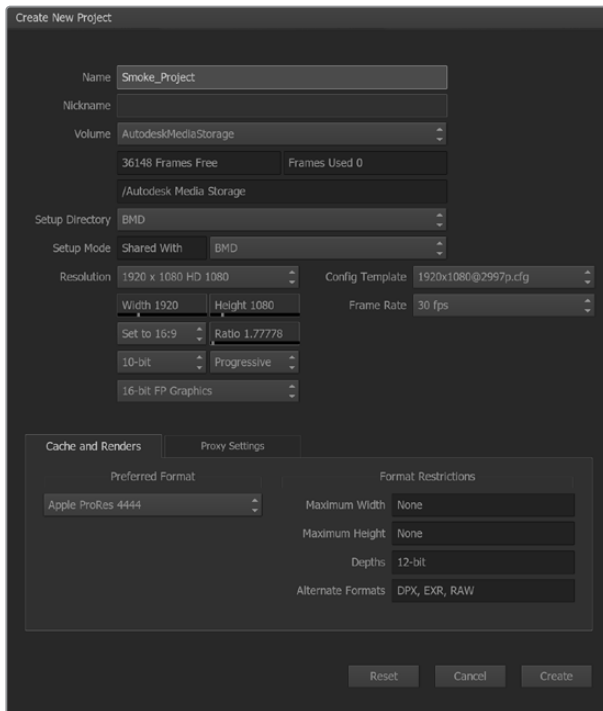 Create New Project
Name Smoke_Project
Nickname
Volume AutodeskMediaStorage
36148 Frames Free Frames Used 0
/Autodesk Media Storage
Setup Directory BMD
Setup Mode Shared With BMD
Resolution 1920 x 1080 HD 1080 Config Template 1920x1080@2997p.cfg
Width 1920 Height 1080 Frame Rate 30 fps
Set to 16:9 Ratio 1.77778
10-bit Progressive
16-bit FP Graphics
Cache and Renders Proxy Settings
Preferred Format Format Restrictions
Apple ProRes 4444 Maximum Width None
Maximum Height None
Depths 12-bit
Alternate Formats DPX, EXR, RAW
Reset Cancel Create